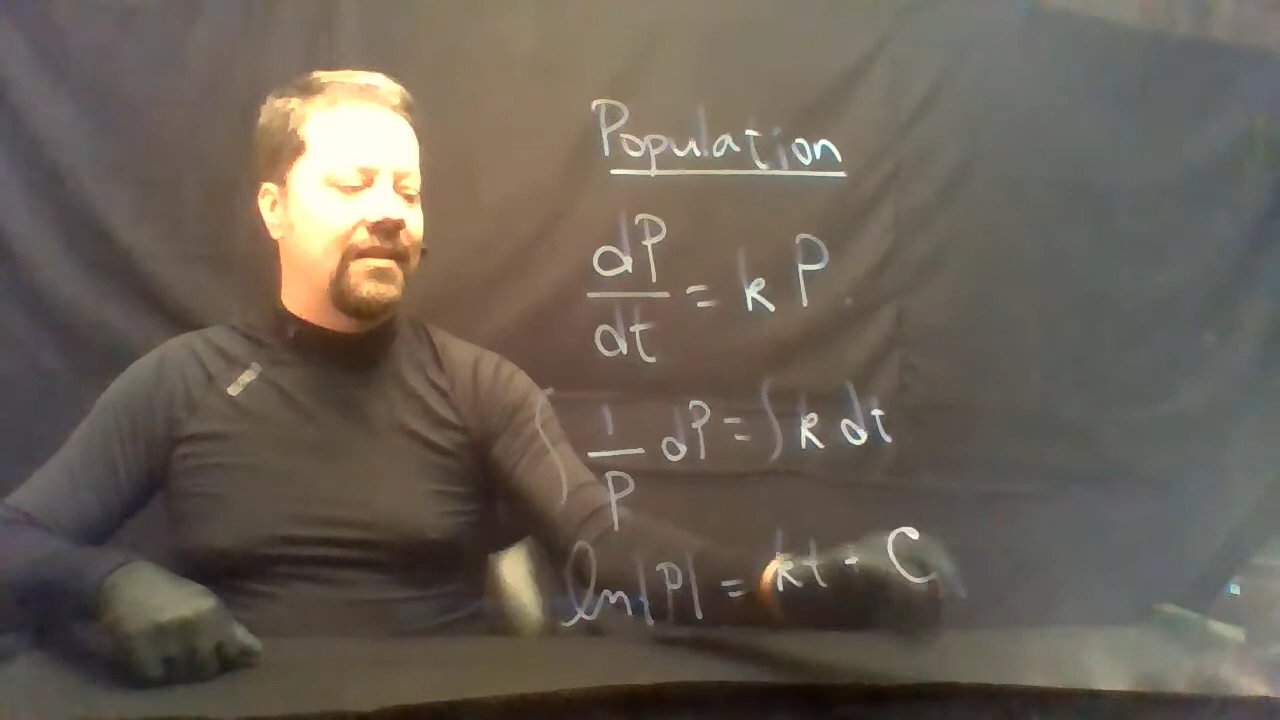 Population
dP/dt = kP
∫ 1/P dP = ∫ k dt
ln|P| = kt + C